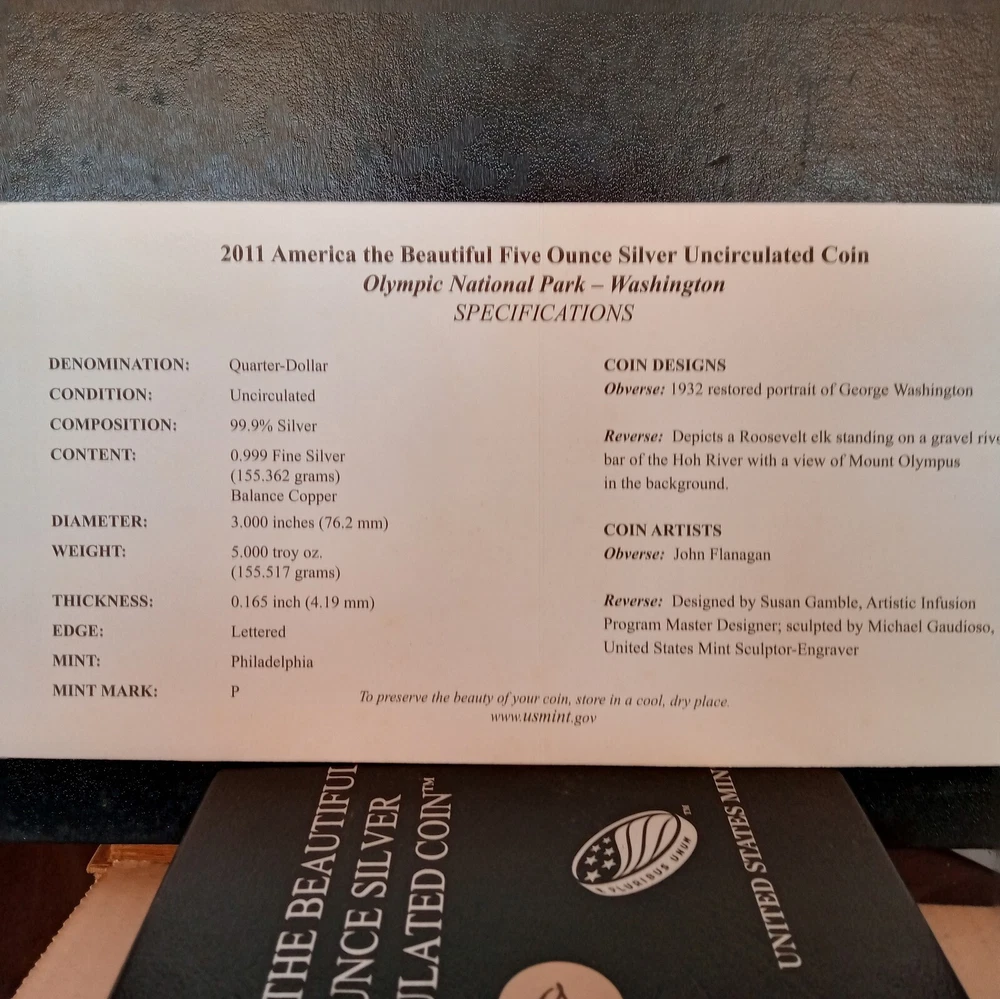 2011 America the Beautiful Five Ounce Silver Uncirculated Coin
Olympic National Park – Washington
SPECIFICATIONS
DENOMINATION: Quarter-Dollar
CONDITION: Uncirculated
COMPOSITION: 99.9% Silver
CONTENT: 0.999 Fine Silver
(155.362 grams)
Balance Copper
DIAMETER: 3.000 inches (76.2 mm)
WEIGHT: 5.000 troy oz.
(155.517 grams)
THICKNESS: 0.165 inch (4.19 mm)
EDGE: Lettered
MINT: Philadelphia
MINT MARK: P
COIN DESIGNS
Obverse: 1932 restored portrait of George Washington
Reverse: Depicts a Roosevelt elk standing on a gravel rive
bar of the Hoh River with a view of Mount Olympus
in the background.
COIN ARTISTS
Obverse: John Flanagan
Reverse: Designed by Susan Gamble, Artistic Infusion
Program Master Designer; sculpted by Michael Gaudioso,
United States Mint Sculptor-Engraver
To preserve the beauty of your coin, store in a cool, dry place.
www.usmint.gov
THE BEAUTIFUL
UNCE SILVER
ULATED COIN™
E PLURIBUS UNUM ™
UNITED STATES MIN